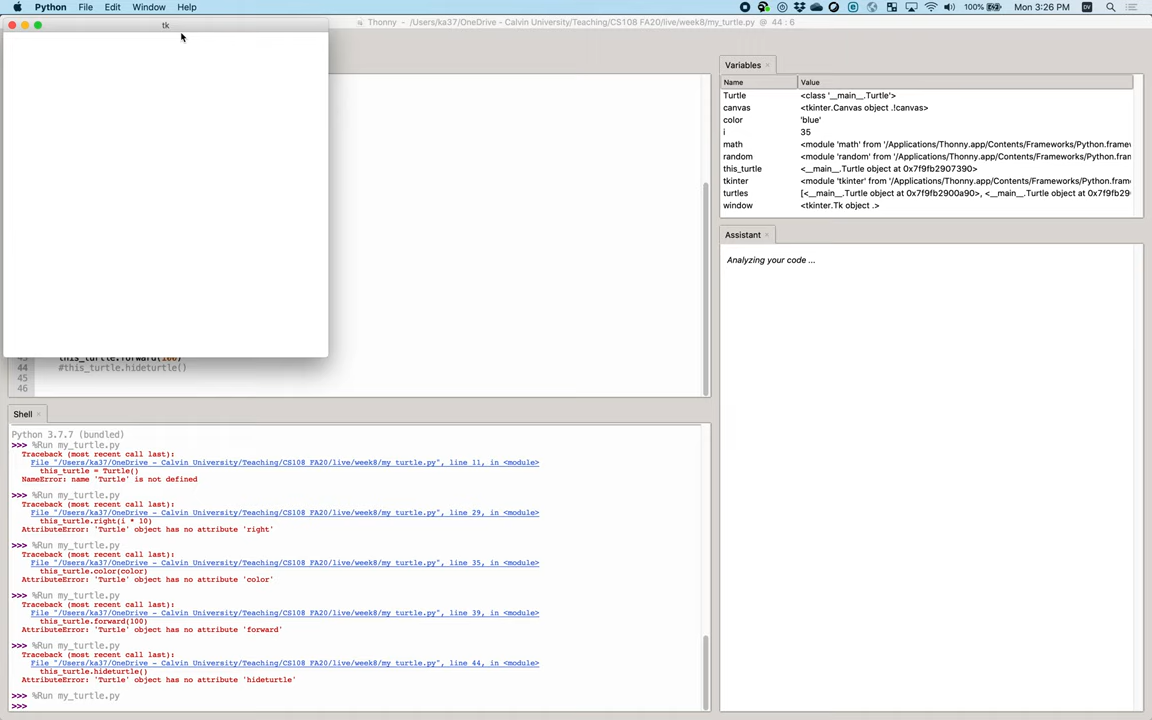 Python File Edit Window Help 100% DV Mon 3:26 PM
tk
Thonny - /Users/ka37/OneDrive - Calvin University/Teaching/CS108 FA20/live/week8/my_turtle.py @ 44 : 6
Variables ×
Name Value
Turtle <class '__main__.Turtle'>
canvas <tkinter.Canvas object .!canvas>
color 'blue'
i 35
math <module 'math' from '/Applications/Thonny.app/Contents/Frameworks/Python.framew
random <module 'random' from '/Applications/Thonny.app/Contents/Frameworks/Python.fram
this_turtle <__main__.Turtle object at 0x7f9fb2907390>
tkinter <module 'tkinter' from '/Applications/Thonny.app/Contents/Frameworks/Python.fram
turtles [<__main__.Turtle object at 0x7f9fb2900a90>, <__main__.Turtle object at 0x7f9fb29
window <tkinter.Tk object .>
Assistant ×
Analyzing your code ...
43 this_turtle.forward(100)
44 #this_turtle.hideturtle()
45
46
Shell ×
Python 3.7.7 (bundled)
>>> %Run my_turtle.py
Traceback (most recent call last):
File "/Users/ka37/OneDrive - Calvin University/Teaching/CS108 FA20/live/week8/my_turtle.py", line 11, in <module>
this_turtle = Turtle()
NameError: name 'Turtle' is not defined
>>> %Run my_turtle.py
Traceback (most recent call last):
File "/Users/ka37/OneDrive - Calvin University/Teaching/CS108 FA20/live/week8/my_turtle.py", line 29, in <module>
this_turtle.right(i * 10)
AttributeError: 'Turtle' object has no attribute 'right'
>>> %Run my_turtle.py
Traceback (most recent call last):
File "/Users/ka37/OneDrive - Calvin University/Teaching/CS108 FA20/live/week8/my_turtle.py", line 35, in <module>
this_turtle.color(color)
AttributeError: 'Turtle' object has no attribute 'color'
>>> %Run my_turtle.py
Traceback (most recent call last):
File "/Users/ka37/OneDrive - Calvin University/Teaching/CS108 FA20/live/week8/my_turtle.py", line 39, in <module>
this_turtle.forward(100)
AttributeError: 'Turtle' object has no attribute 'forward'
>>> %Run my_turtle.py
Traceback (most recent call last):
File "/Users/ka37/OneDrive - Calvin University/Teaching/CS108 FA20/live/week8/my_turtle.py", line 44, in <module>
this_turtle.hideturtle()
AttributeError: 'Turtle' object has no attribute 'hideturtle'
>>> %Run my_turtle.py
>>>